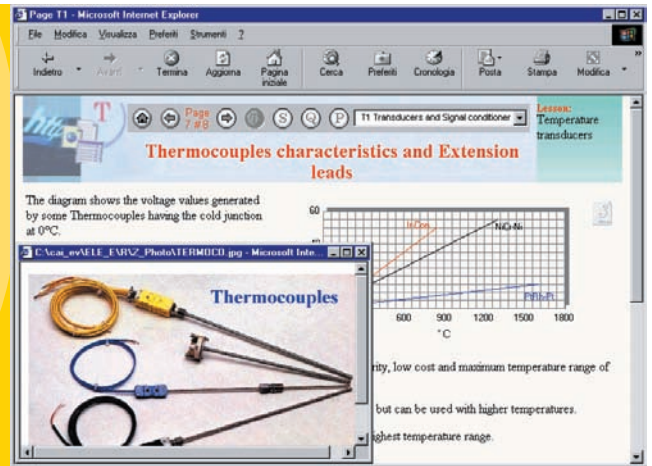 Page T1 - Microsoft Internet Explorer
File Modifica Visualizza Preferiti Strumenti ?
Indietro Avanti Termina Aggiorna Pagina iniziale Cerca Preferiti Cronologia Posta Stampa Modifica »
http T Page 7 # 8 S Q P T1 Transducers and Signal conditioner
Lesson:
Temperature
transducers
Thermocouples characteristics and Extension
leads
The diagram shows the voltage values generated
by some Thermocouples having the cold junction
at 0°C.
60
NiCr-Ni
PtRh-Pt
600 900 1200 1500 1800
°C
C:\cai_ev\ELE_E\R\Z_Photo\TERMOCO.jpg - Microsoft Inte...
Thermocouples
rity, low cost and maximum temperature range of
but can be used with higher temperatures.
ighest temperature range.